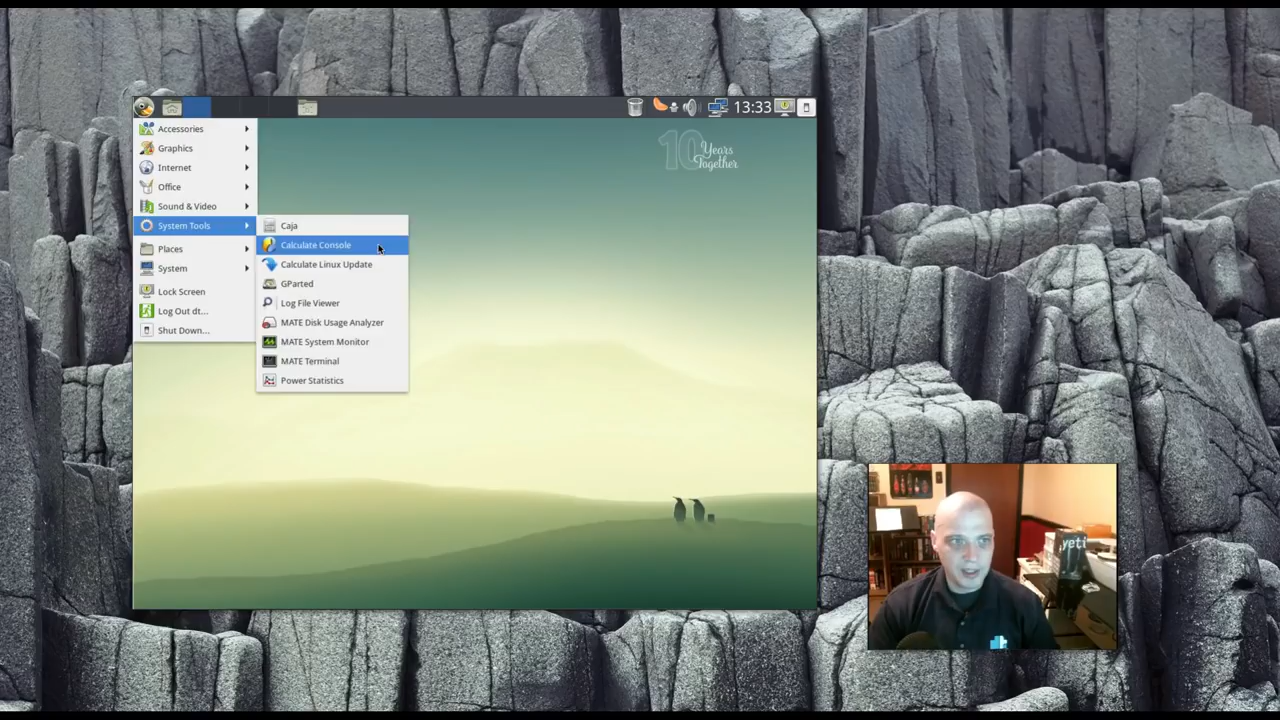 13:33
Accessories
Graphics
Internet
Office
Sound & Video
System Tools
Places
System
Lock Screen
Log Out dt...
Shut Down...
Caja
Calculate Console
Calculate Linux Update
GParted
Log File Viewer
MATE Disk Usage Analyzer
MATE System Monitor
MATE Terminal
Power Statistics
10 Years
Together
yeti